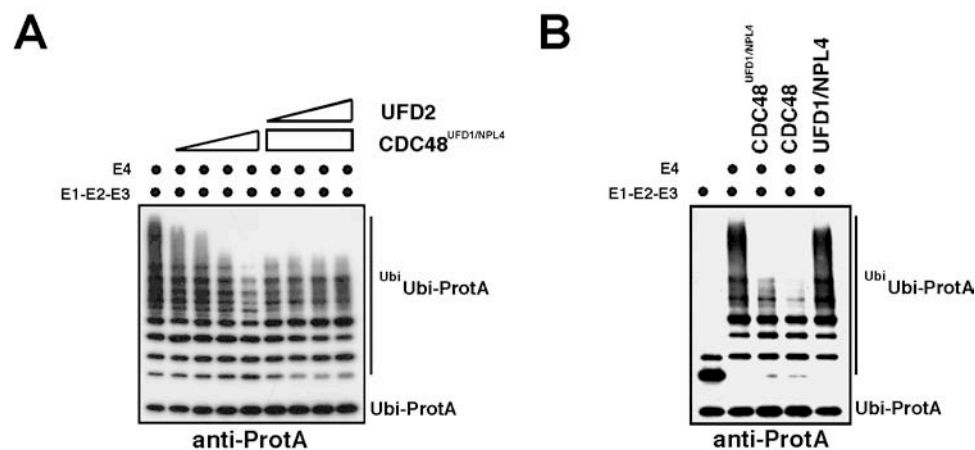 A
UFD2
CDC48UFD1/NPL4
E4
E1-E2-E3
UbiUbi-ProtA
Ubi-ProtA
anti-ProtA
B
CDC48UFD1/NPL4
CDC48
UFD1/NPL4
E4
E1-E2-E3
UbiUbi-ProtA
Ubi-ProtA
anti-ProtA